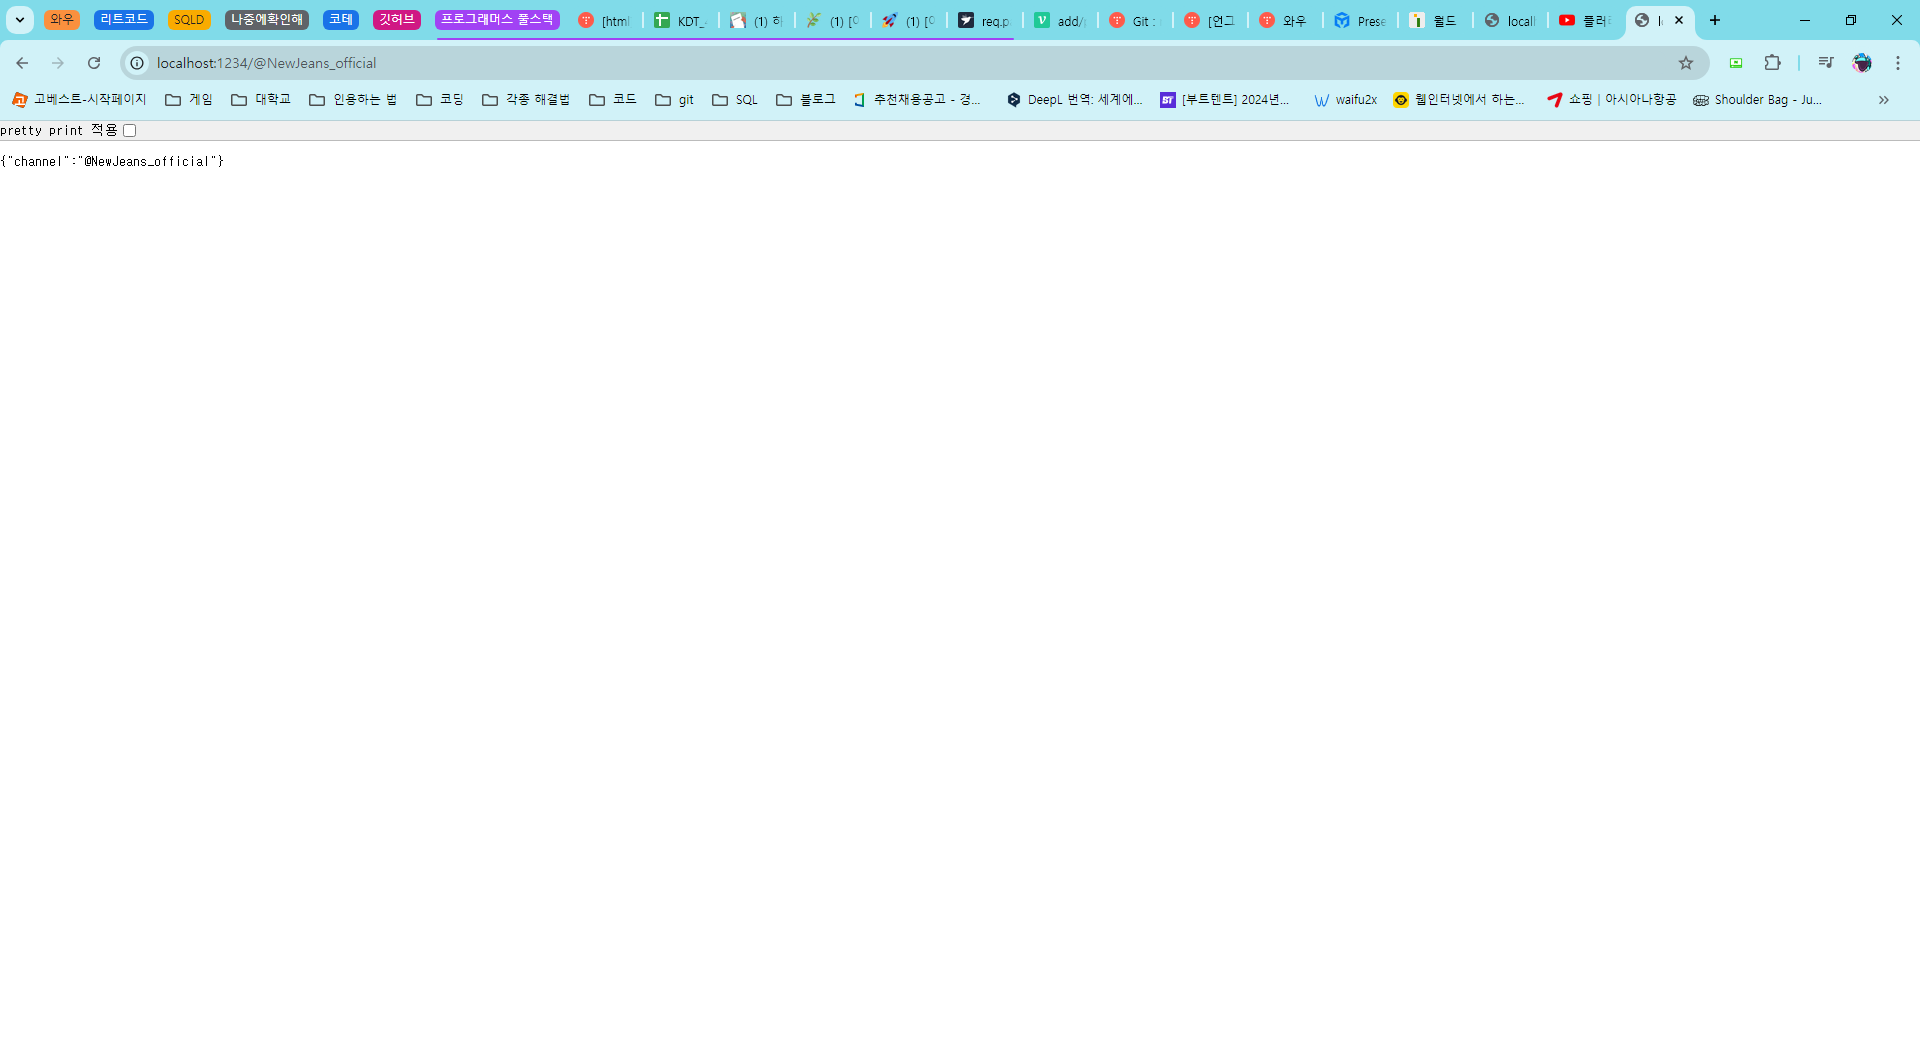 와우 리트코드 SQLD 나중에확인해 코테 깃허브 프로그래머스 풀스택 [html KDT_ (1) 하 (1) [ (1) [ req.p add/ Git : [언그 와우 Prese 월드 locall 플러
localhost:1234/@NewJeans_official
고베스트-시작페이지 게임 대학교 인용하는 법 코딩 각종 해결법 코드 git SQL 블로그 추천채용공고 - 경... DeepL 번역: 세계에... [부트텐트] 2024년... waifu2x 웹인터넷에서 하는... 쇼핑 | 아시아나항공 Shoulder Bag - Ju...
pretty print 적용
{"channel":"@NewJeans_official"}